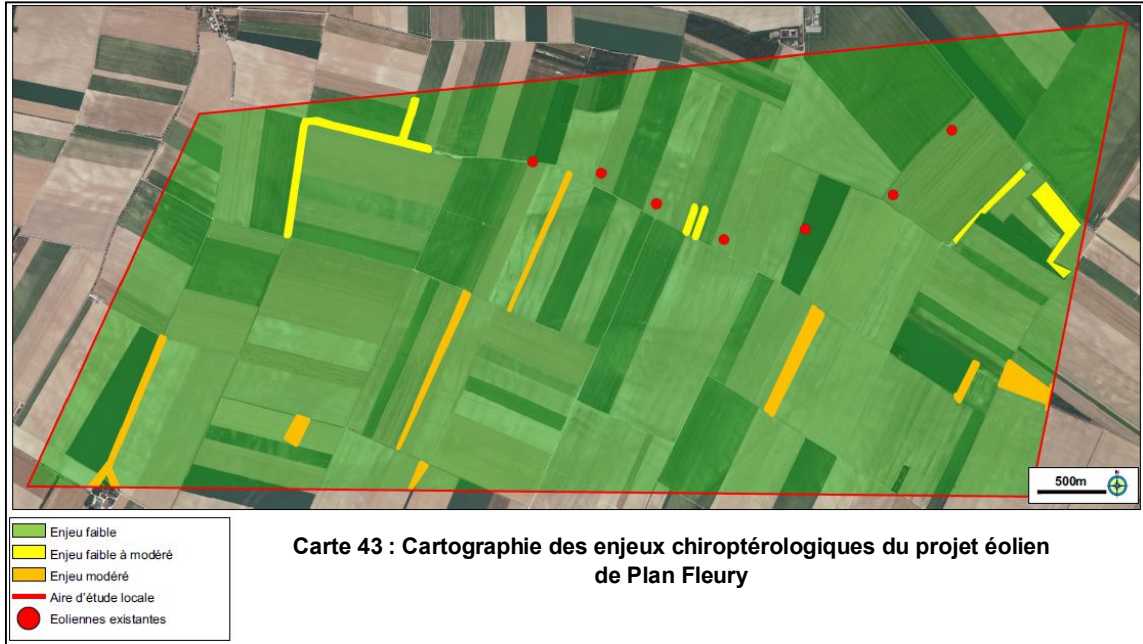 500m
N
Enjeu faible
Enjeu faible à modéré
Enjeu modéré
Aire d'étude locale
Eoliennes existantes
Carte 43 : Cartographie des enjeux chiroptérologiques du projet éolien
de Plan Fleury